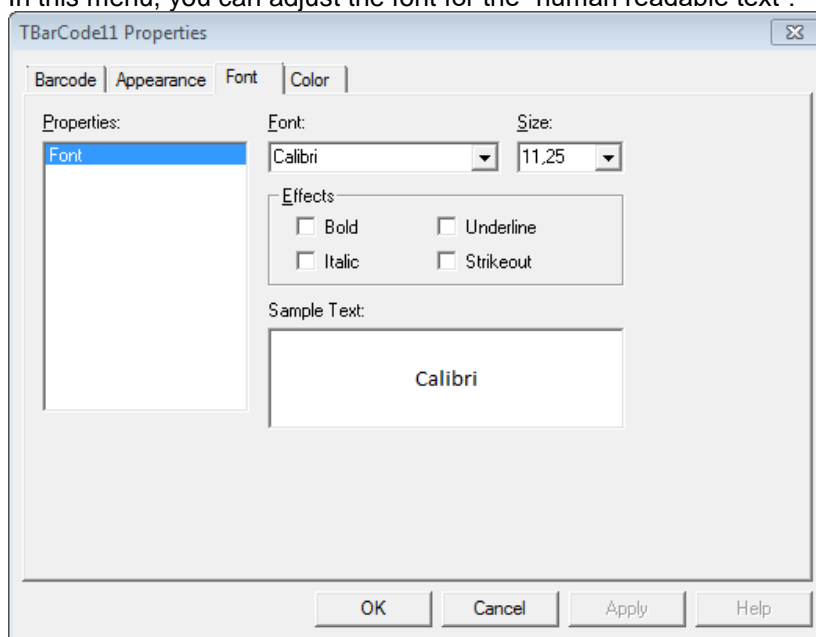 In this menu, you can adjust the font for the "human readable text".
TBarCode11 Properties
Barcode Appearance Font Color
Properties: Font: Size:
Font Calibri 11,25
Effects
Bold Underline
Italic Strikeout
Sample Text:
Calibri
OK Cancel Apply Help